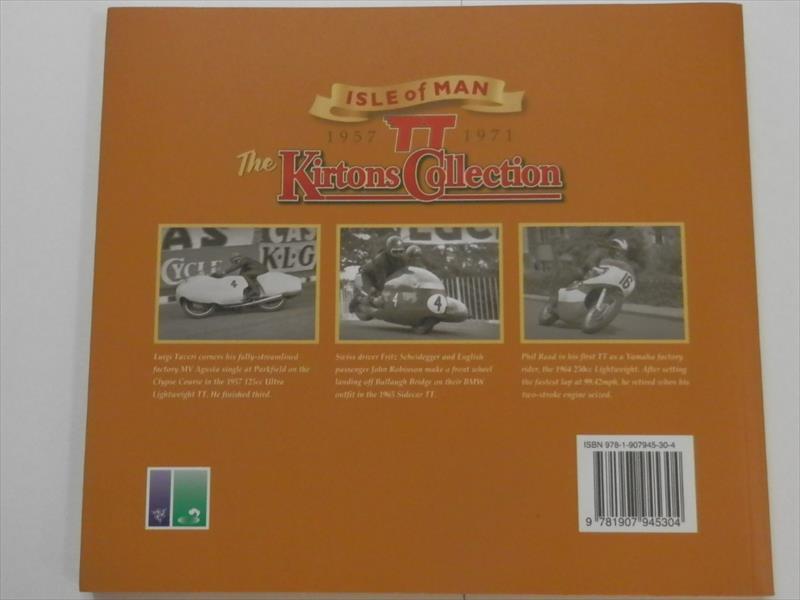 ISLE of MAN
1957 TT 1971
The Kirtons Collection
CAS
CYCLE
K·L·G
4
4
4
16
Luigi Taveri corners his fully-streamlined
factory MV Agusta single at Parkfield on the
Clypse Course in the 1957 125cc Ultra
Lightweight TT. He finished third.
Swiss driver Fritz Scheidegger and English
passenger John Robinson make a front wheel
landing off Ballaugh Bridge on their BMW
outfit in the 1965 Sidecar TT.
Phil Read in his first TT as a Yamaha factory
rider, the 1964 250cc Lightweight. After setting
the fastest lap at 99.42mph, he retired when his
two-stroke engine seized.
ISBN 978-1-907945-30-4
9 781907 945304